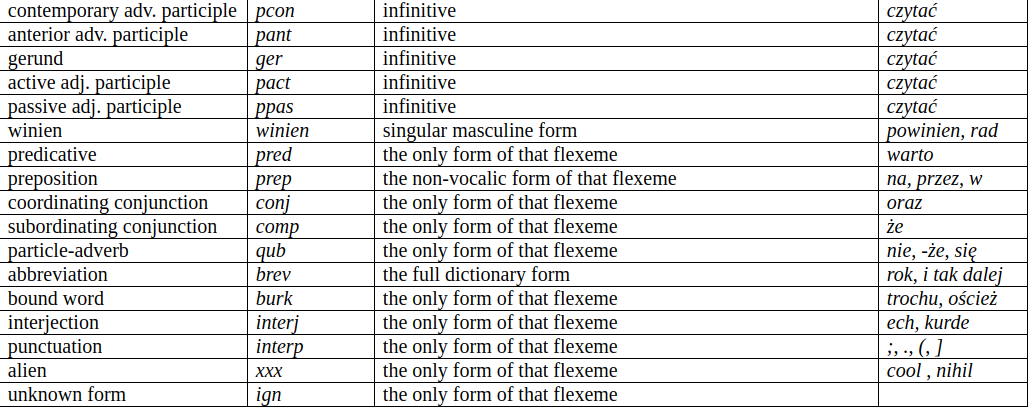 contemporary adv. participle pcon infinitive czytać
anterior adv. participle pant infinitive czytać
gerund ger infinitive czytać
active adj. participle pact infinitive czytać
passive adj. participle ppas infinitive czytać
winien winien singular masculine form powinien, rad
predicative pred the only form of that flexeme warto
preposition prep the non-vocalic form of that flexeme na, przez, w
coordinating conjunction conj the only form of that flexeme oraz
subordinating conjunction comp the only form of that flexeme że
particle-adverb qub the only form of that flexeme nie, -że, się
abbreviation brev the full dictionary form rok, i tak dalej
bound word burk the only form of that flexeme trochu, oścież
interjection interj the only form of that flexeme ech, kurde
punctuation interp the only form of that flexeme ;, ., (, ]
alien xxx the only form of that flexeme cool , nihil
unknown form ign the only form of that flexeme